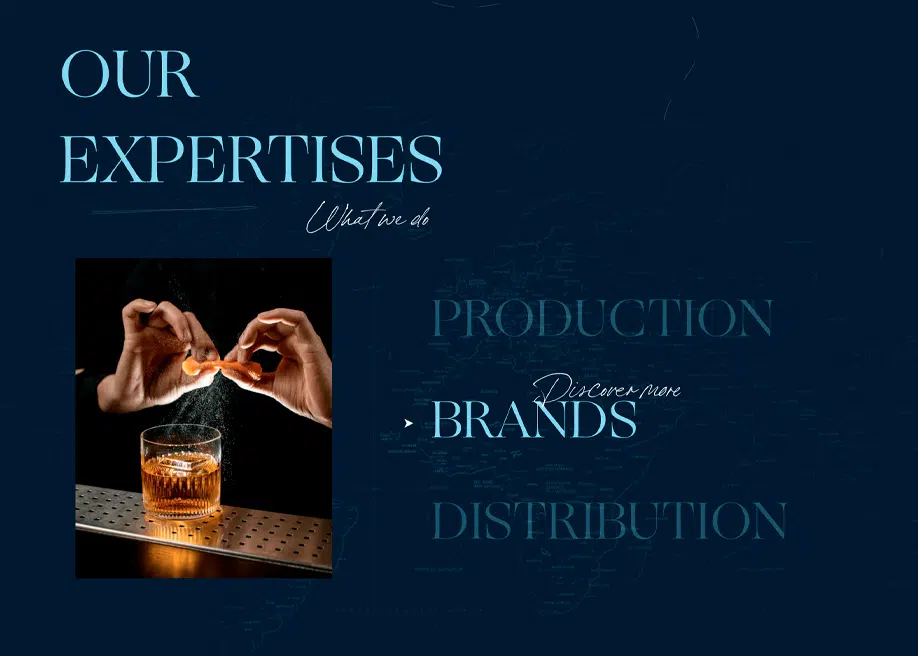 OUR
EXPERTISES
What we do
PRODUCTION
Discover more
BRANDS
DISTRIBUTION